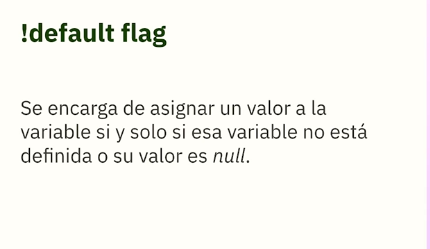 !default flag
Se encarga de asignar un valor a la
variable si y solo si esa variable no está
definida o su valor es null.